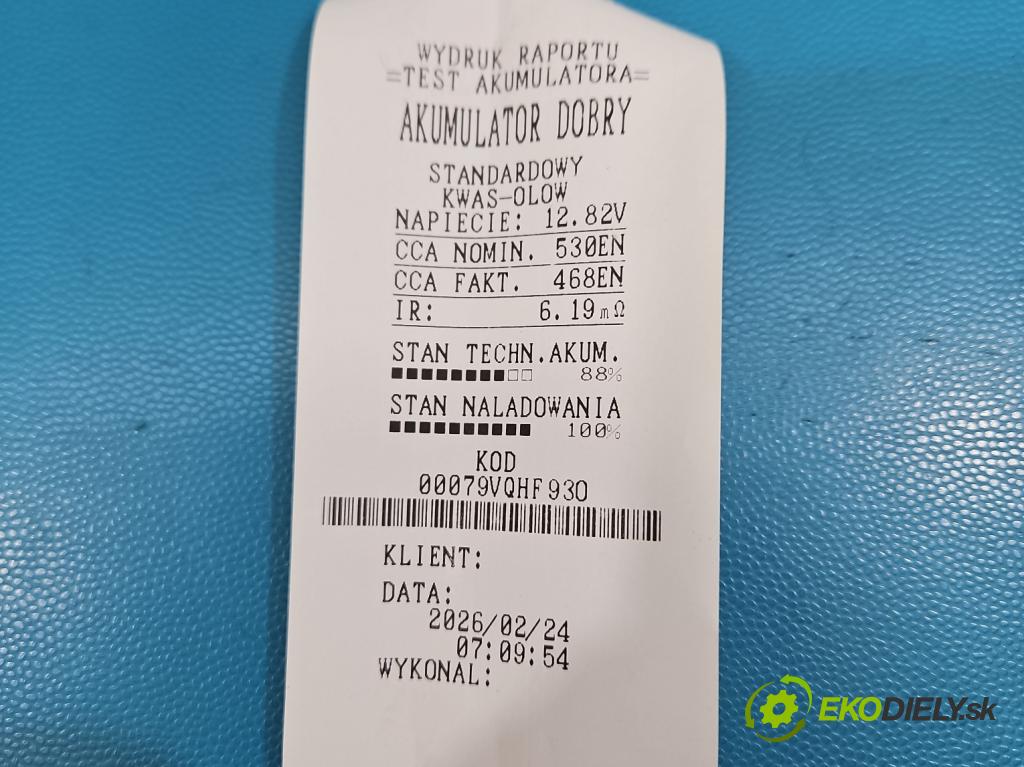 WYDRUK RAPORTU
=TEST AKUMULATORA=
AKUMULATOR DOBRY
STANDARDOWY
KWAS-OLOW
NAPIECIE: 12.82V
CCA NOMIN. 530EN
CCA FAKT. 468EN
IR: 6.19mΩ
STAN TECHN.AKUM.
■■■■■■■■□□ 88%
STAN NALADOWANIA
■■■■■■■■■■ 100%
KOD
00079VQHF930
KLIENT:
DATA:
2026/02/24
07:09:54
WYKONAL:
EKODIELY.sk